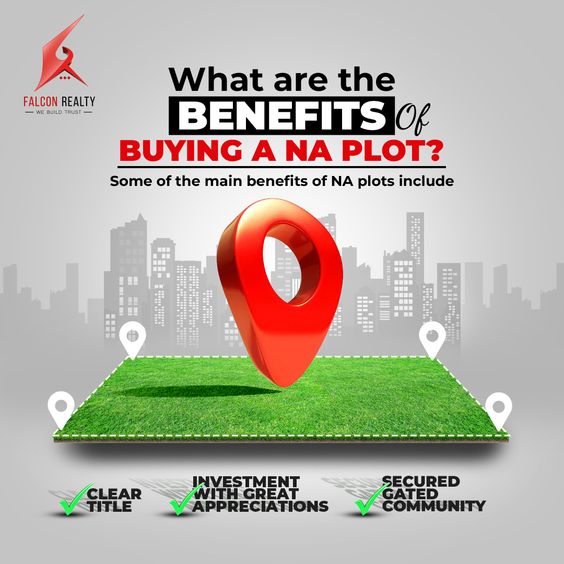 FALCON REALTY
WE BUILD TRUST
What are the
BENEFITS Of
BUYING A NA PLOT?
Some of the main benefits of NA plots include
CLEAR
TITLE
INVESTMENT
WITH GREAT
APPRECIATIONS
SECURED
GATED
COMMUNITY